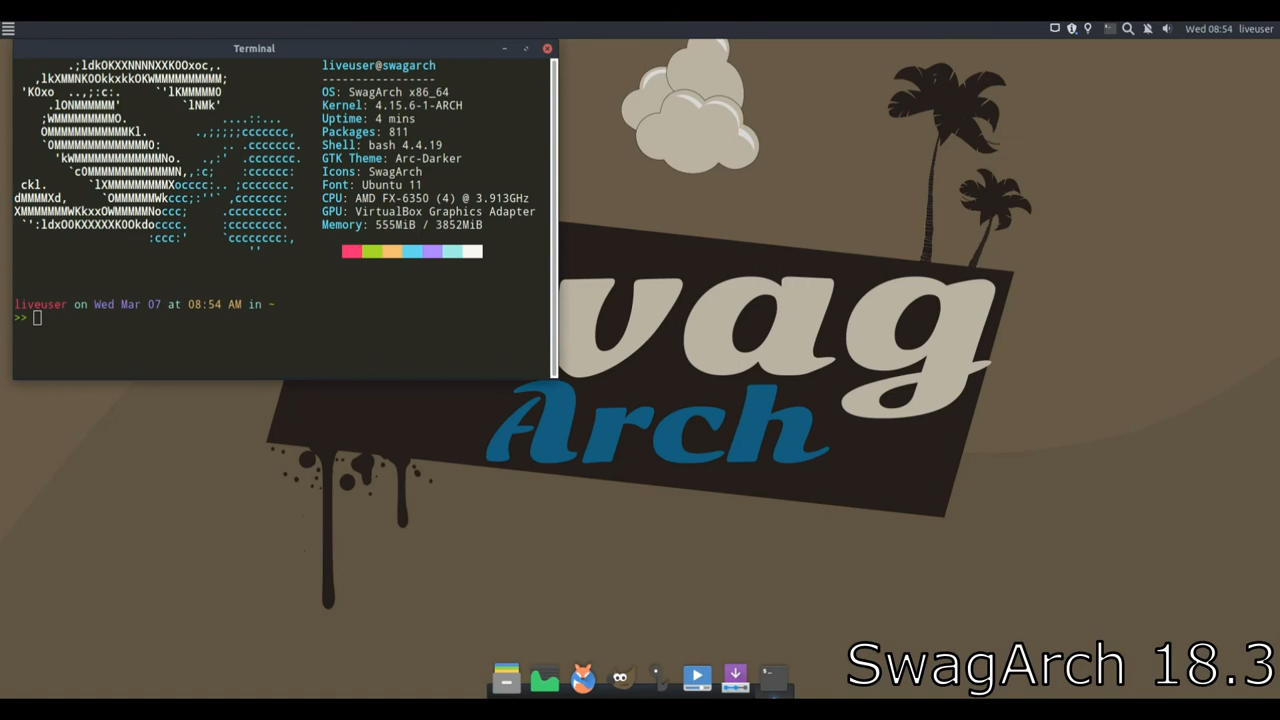 Wed 08:54 liveuser
Terminal
liveuser@swagarch
-----------------
OS: SwagArch x86_64
Kernel: 4.15.6-1-ARCH
Uptime: 4 mins
Packages: 811
Shell: bash 4.4.19
GTK Theme: Arc-Darker
Icons: SwagArch
Font: Ubuntu 11
CPU: AMD FX-6350 (4) @ 3.913GHz
GPU: VirtualBox Graphics Adapter
Memory: 555MiB / 3852MiB
liveuser on Wed Mar 07 at 08:54 AM in ~
>>
wag
Arch
SwagArch 18.3